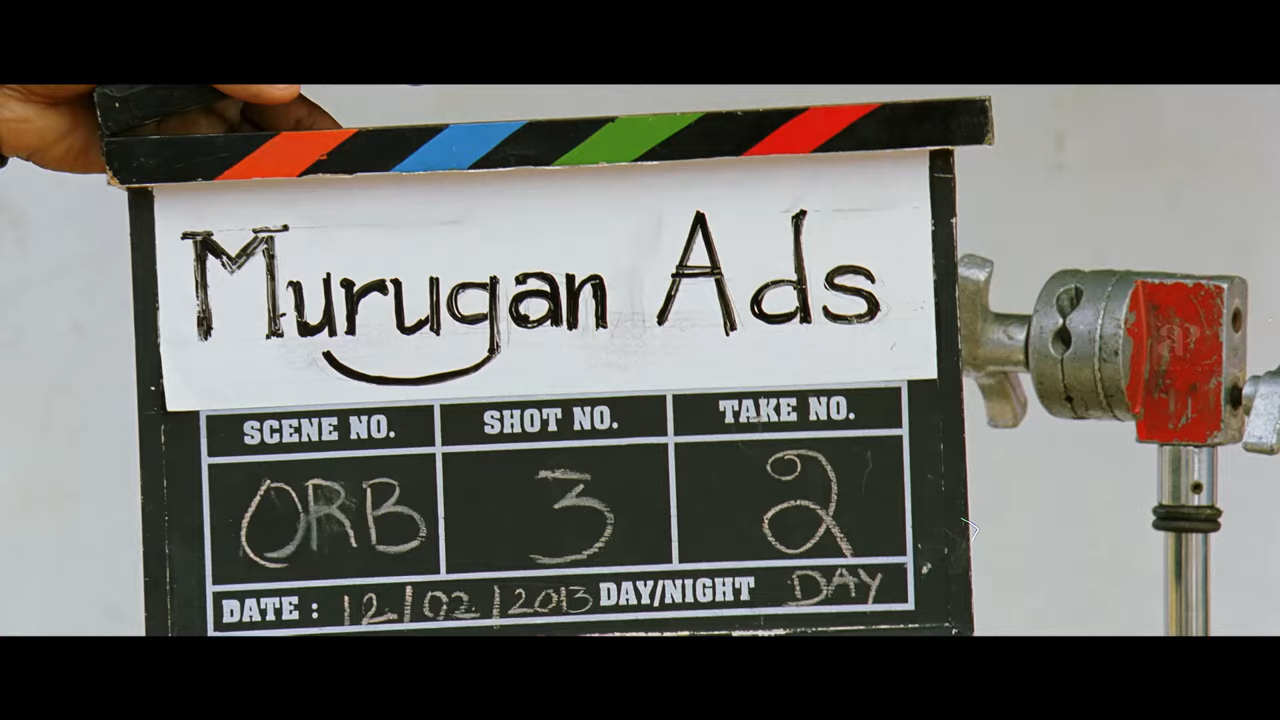 Murugan Ads
SCENE NO. SHOT NO. TAKE NO.
ORB 3 2
DATE : 12/02/2013 DAY/NIGHT DAY